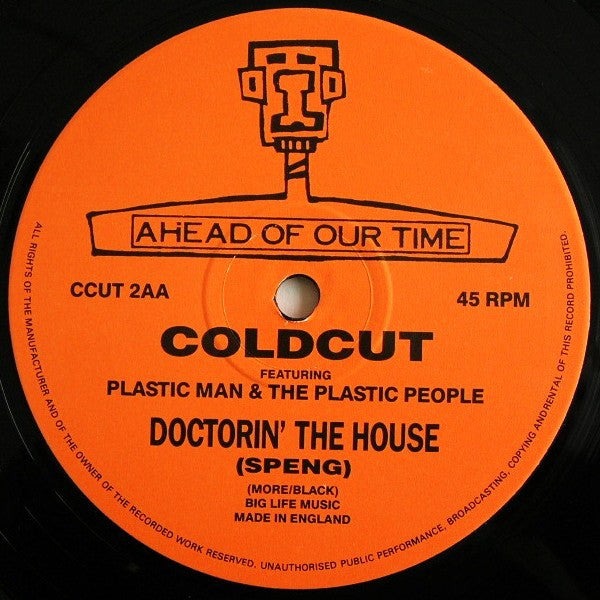 AHEAD OF OUR TIME
CCUT 2AA
45 RPM
COLDCUT
FEATURING
PLASTIC MAN & THE PLASTIC PEOPLE
DOCTORIN' THE HOUSE
(SPENG)
(MORE/BLACK)
BIG LIFE MUSIC
MADE IN ENGLAND
ALL RIGHTS OF THE MANUFACTURER AND OF THE OWNER OF THE RECORDED WORK RESERVED. UNAUTHORISED PUBLIC PERFORMANCE, BROADCASTING, COPYING AND RENTAL OF THIS RECORD PROHIBITED.